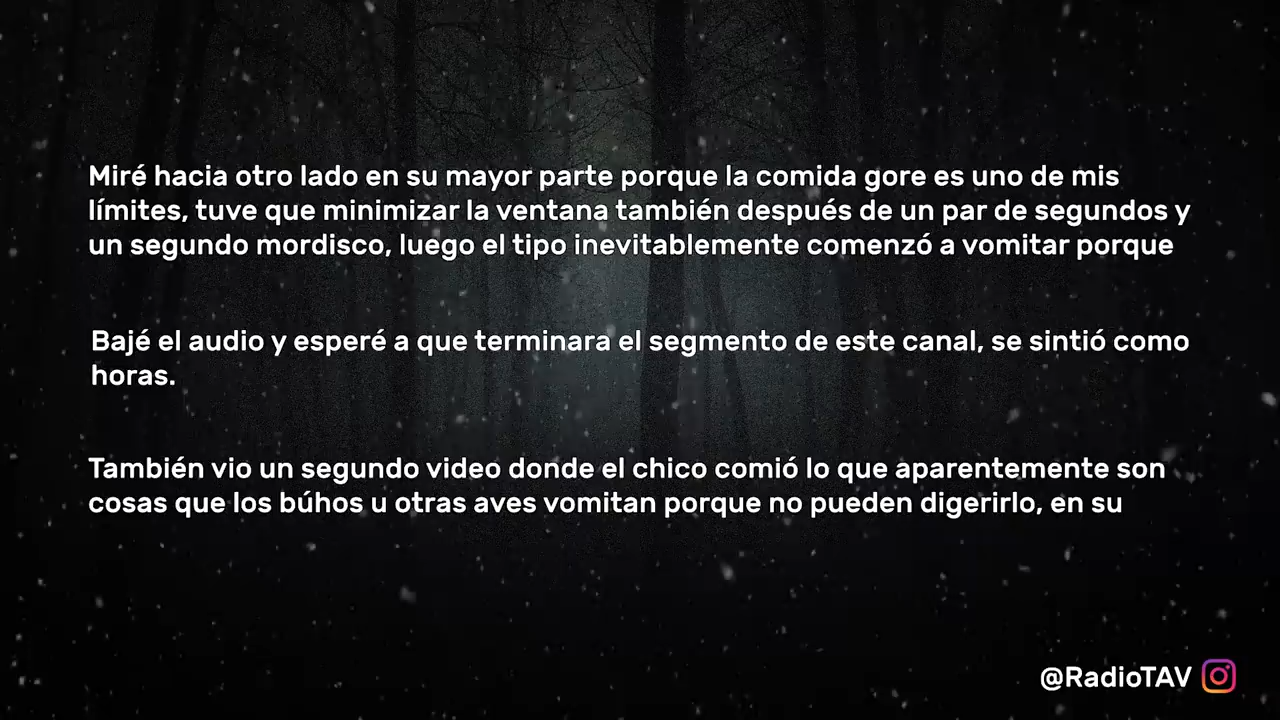 Miré hacia otro lado en su mayor parte porque la comida gore es uno de mis
límites, tuve que minimizar la ventana también después de un par de segundos y
un segundo mordisco, luego el tipo inevitablemente comenzó a vomitar porque
Bajé el audio y esperé a que terminara el segmento de este canal, se sintió como
horas.
También vio un segundo video donde el chico comió lo que aparentemente son
cosas que los búhos u otras aves vomitan porque no pueden digerirlo, en su
@RadioTAV